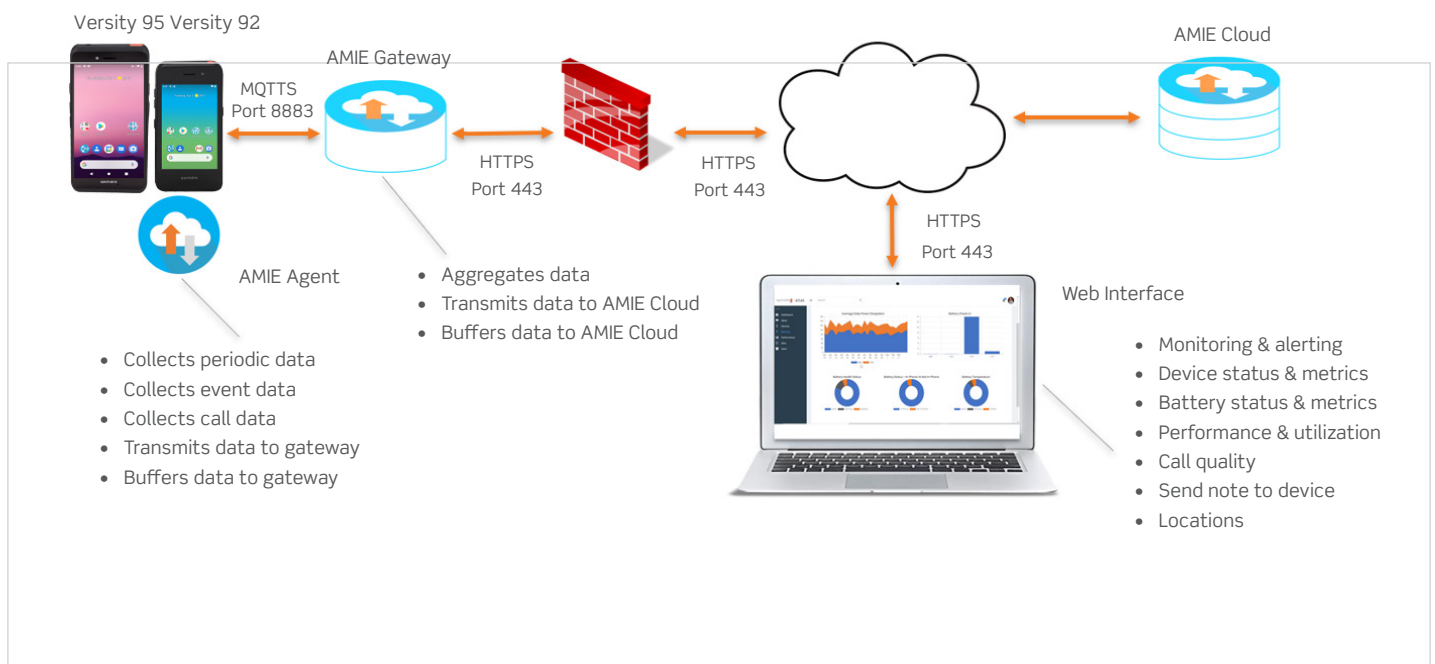 Versity 95 Versity 92
AMIE Gateway
AMIE Cloud
MQTTS
Port 8883
HTTPS
Port 443
HTTPS
Port 443
HTTPS
Port 443
AMIE Agent
• Collects periodic data
• Collects event data
• Collects call data
• Transmits data to gateway
• Buffers data to gateway
• Aggregates data
• Transmits data to AMIE Cloud
• Buffers data to AMIE Cloud
Web Interface
• Monitoring & alerting
• Device status & metrics
• Battery status & metrics
• Performance & utilization
• Call quality
• Send note to device
• Locations